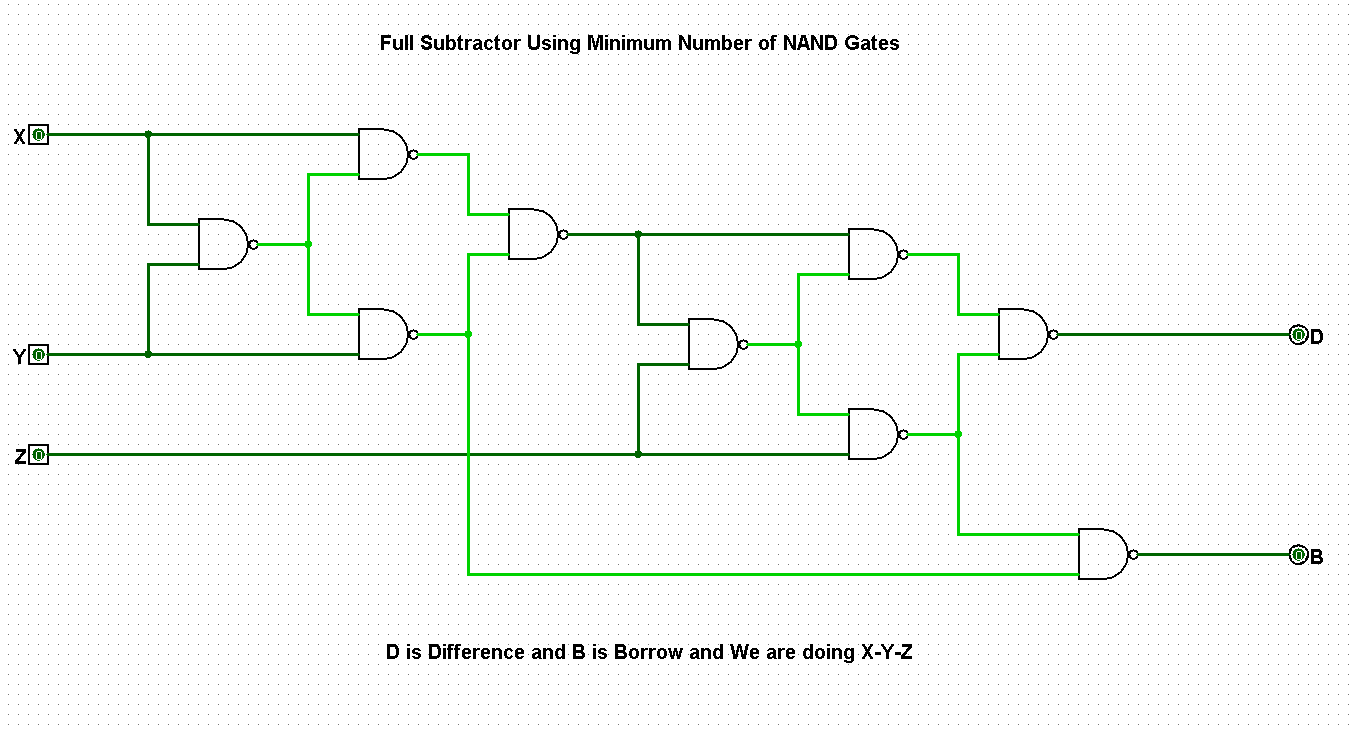 Full Subtractor Using Minimum Number of NAND Gates
X 0
Y 0
Z 0
0 D
0 B
D is Difference and B is Borrow and We are doing X-Y-Z